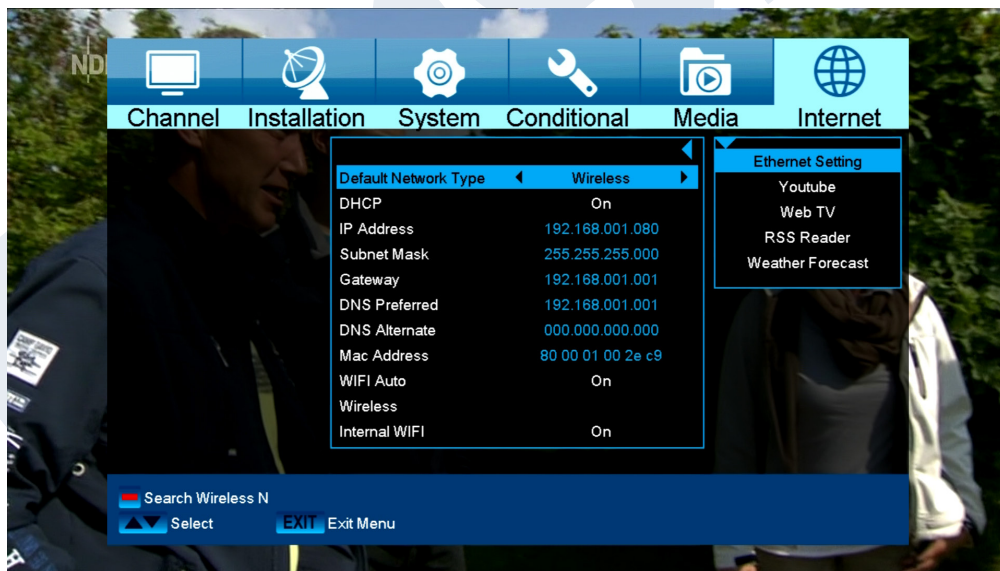 NDR
Channel Installation System Conditional Media Internet
Default Network Type Wireless
DHCP On
IP Address 192.168.001.080
Subnet Mask 255.255.255.000
Gateway 192.168.001.001
DNS Preferred 192.168.001.001
DNS Alternate 000.000.000.000
Mac Address 80 00 01 00 2e c9
WIFI Auto On
Wireless
Internal WIFI On
Ethernet Setting
Youtube
Web TV
RSS Reader
Weather Forecast
CAMP DAVID
Search Wireless N
Select EXIT Exit Menu